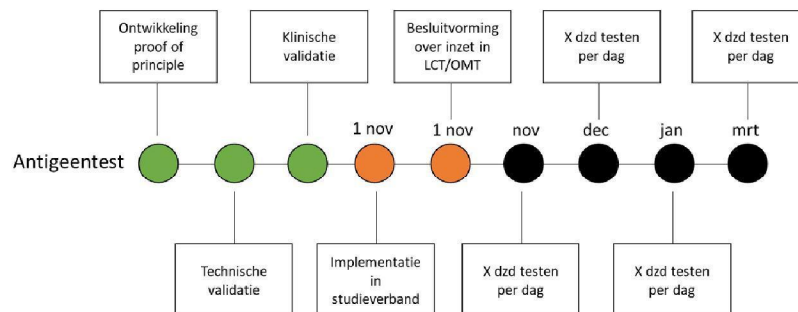 Ontwikkeling
proof of
principle
Klinische
validatie
Besluitvorming
over inzet in
LCT/OMT
X dzd testen
per dag
X dzd testen
per dag
1 nov
1 nov
nov
dec
jan
mrt
Antigeentest
Technische
validatie
Implementatie
in
studieverband
X dzd testen
per dag
X dzd testen
per dag